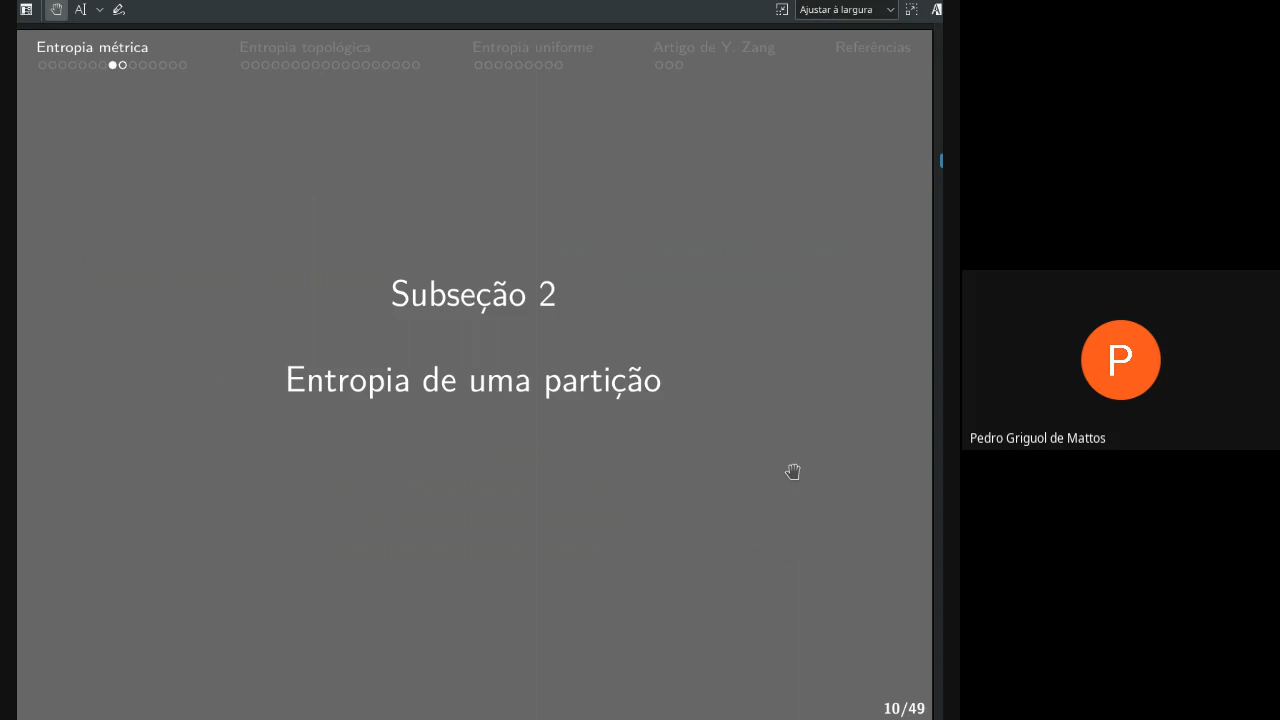 Ajustar à largura
Entropia métrica
Entropia topológica
Entropia uniforme
Artigo de Y. Zang
Referências
Subseção 2
Entropia de uma partição
P
Pedro Griguol de Mattos
10/49